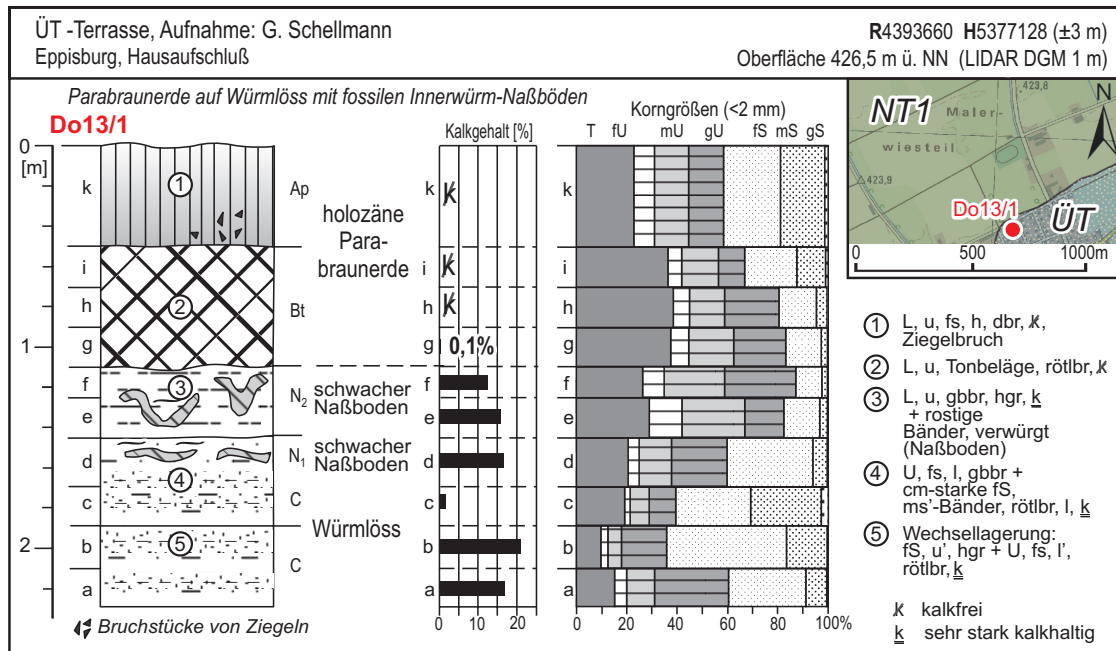 ÜT -Terrasse, Aufnahme: G. Schellmann
Eppisburg, Hausaufschluß
R4393660 H5377128 (±3 m)
Oberfläche 426,5 m ü. NN (LIDAR DGM 1 m)
Parabraunerde auf Würmlöss mit fossilen Innerwürm-Naßböden
Do13/1
0
[m]
1
2
k
i
h
g
f
e
d
c
b
a
1
2
3
4
5
Ap
Bt
N2
N1
C
C
holozäne
Para-
braunerde
schwacher
Naßboden
schwacher
Naßboden
Würmlöss
Bruchstücke von Ziegeln
Kalkgehalt [%]
k k
i k
h k
g 0,1%
f
e
d
c
b
a
0 10 20
Korngrößen (<2 mm)
T fU mU gU fS mS gS
k
i
h
g
f
e
d
c
b
a
0 20 40 60 80 100%
NT1
423,8
Maler-
wiesteil
423,9
N
Do13/1
ÜT
0 500 1000m
1 L, u, fs, h, dbr, k,
Ziegelbruch
2 L, u, Tonbeläge, rötlbr, k
3 L, u, gbbr, hgr, k
+ rostige
Bänder, verwürgt
(Naßboden)
4 U, fs, l, gbbr +
cm-starke fS,
ms'-Bänder, rötlbr, l, k
5 Wechsellagerung:
fS, u', hgr + U, fs, l',
rötlbr, k
k kalkfrei
k sehr stark kalkhaltig